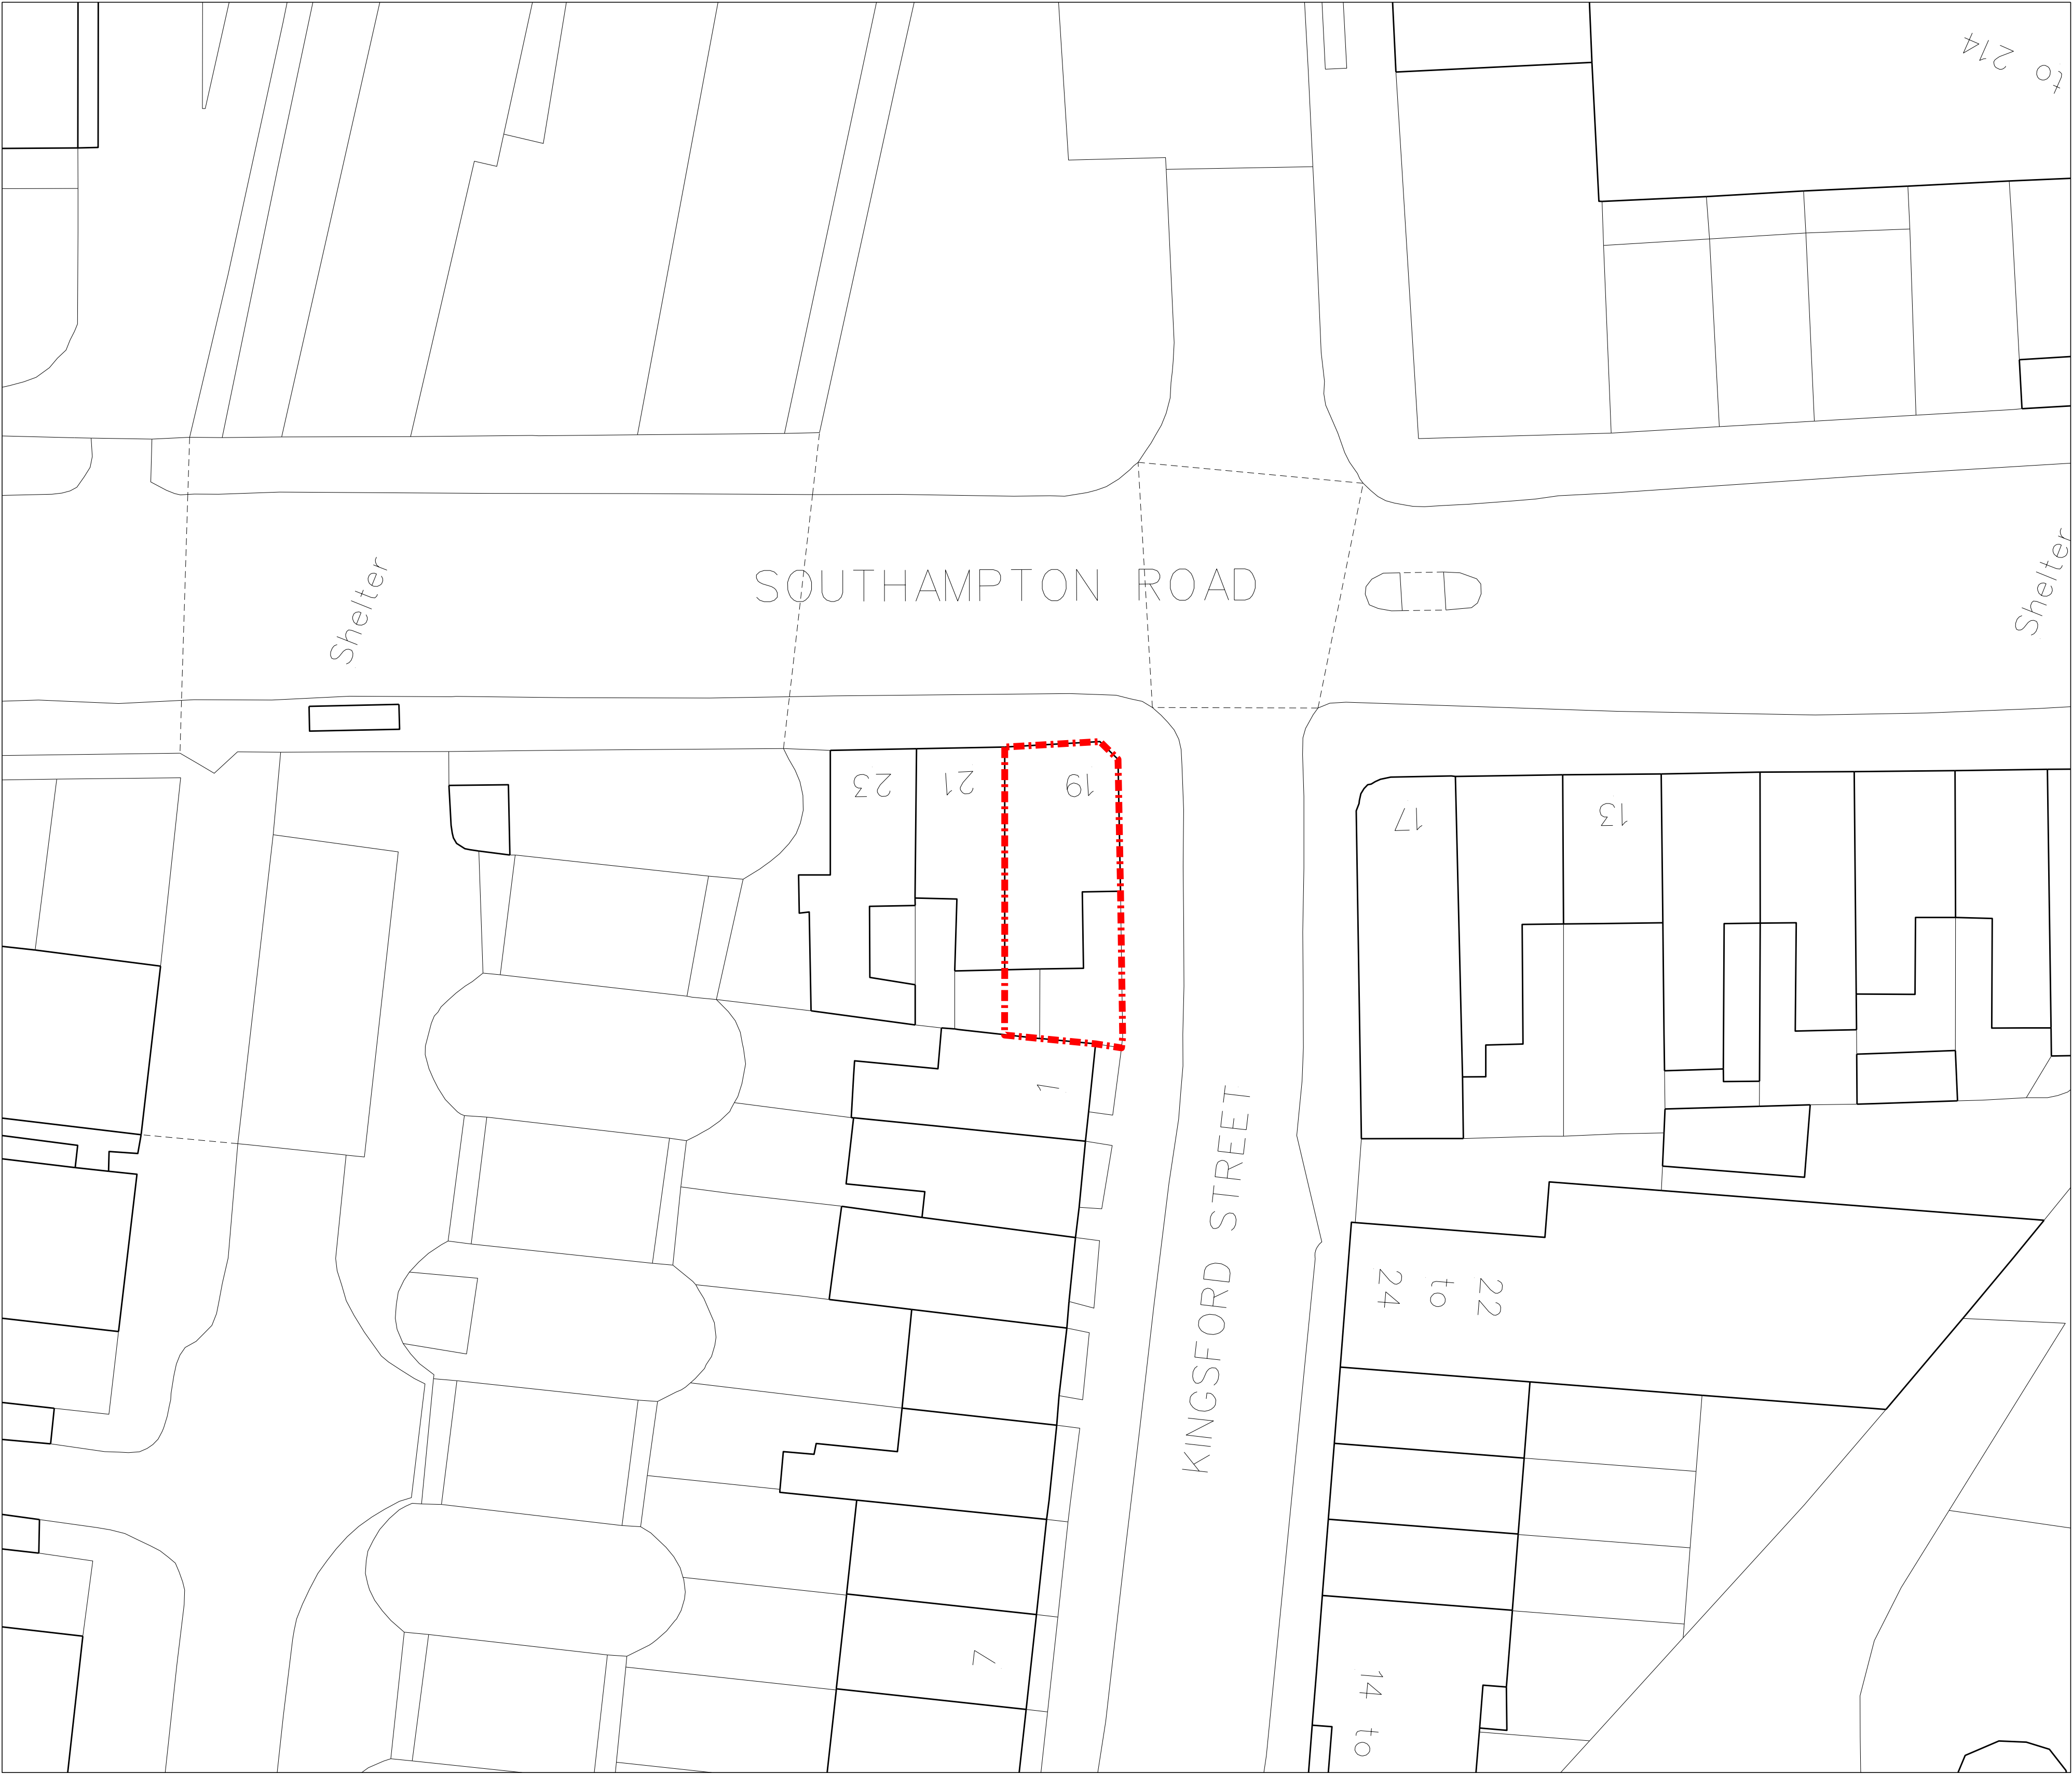 to 214
SOUTHAMPTON ROAD
Shelter
Shelter
23
21
19
17
13
1
KINGSFORD STREET
22
to
24
7
14 to